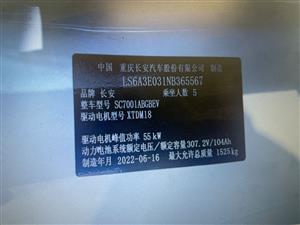 中国 重庆长安汽车股份有限公司 制造
LS6A3E031NB365567
品牌 长安 乘坐人数 5
整车型号 SC7001ABGBEV
驱动电机型号 XTDM18
驱动电机峰值功率 55 kW
动力电池系统额定电压/额定容量307.2V/104Ah
制造年月 2022-06-16 最大允许总质量 1525 kg